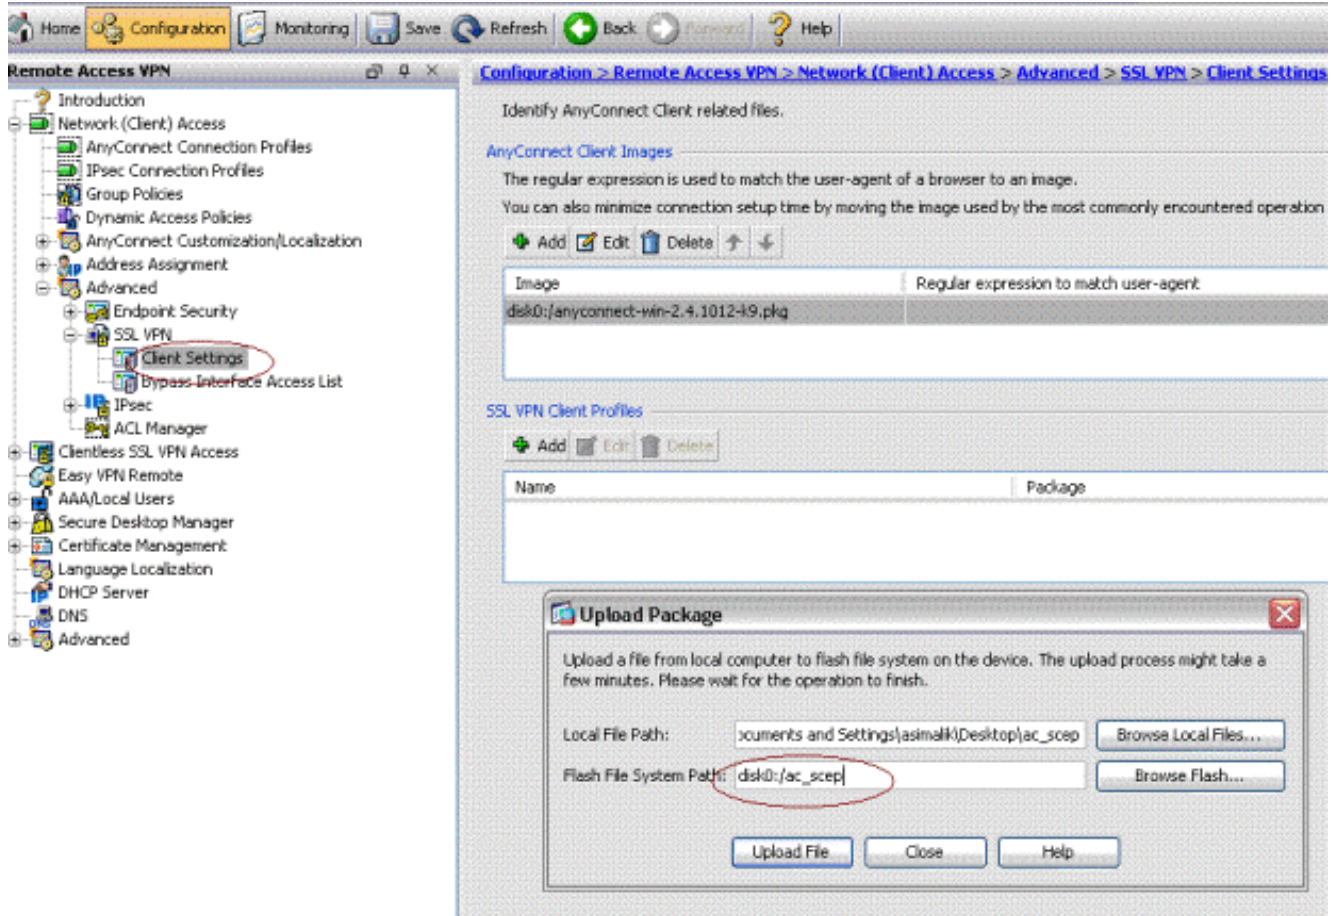 Home Configuration Monitoring Save Refresh Back Forward Help
Remote Access VPN
Introduction
Network (Client) Access
AnyConnect Connection Profiles
IPsec Connection Profiles
Group Policies
Dynamic Access Policies
AnyConnect Customization/Localization
Address Assignment
Advanced
Endpoint Security
SSL VPN
Client Settings
Bypass Interface Access List
IPsec
ACL Manager
Clientless SSL VPN Access
Easy VPN Remote
AAA/Local Users
Secure Desktop Manager
Certificate Management
Language Localization
DHCP Server
DNS
Advanced
Configuration > Remote Access VPN > Network (Client) Access > Advanced > SSL VPN > Client Settings
Identify AnyConnect Client related files.
AnyConnect Client Images
The regular expression is used to match the user-agent of a browser to an image.
You can also minimize connection setup time by moving the image used by the most commonly encountered operation
Add Edit Delete
Image Regular expression to match user-agent
disk0:/anyconnect-win-2.4.1012-k9.pkg
SSL VPN Client Profiles
Add Edit Delete
Name Package
Upload Package
Upload a file from local computer to flash file system on the device. The upload process might take a
few minutes. Please wait for the operation to finish.
Local File Path: ocuments and Settings\asimalik\Desktop\ac_scep Browse Local Files...
Flash File System Path: disk0:/ac_scep Browse Flash...
Upload File Close Help